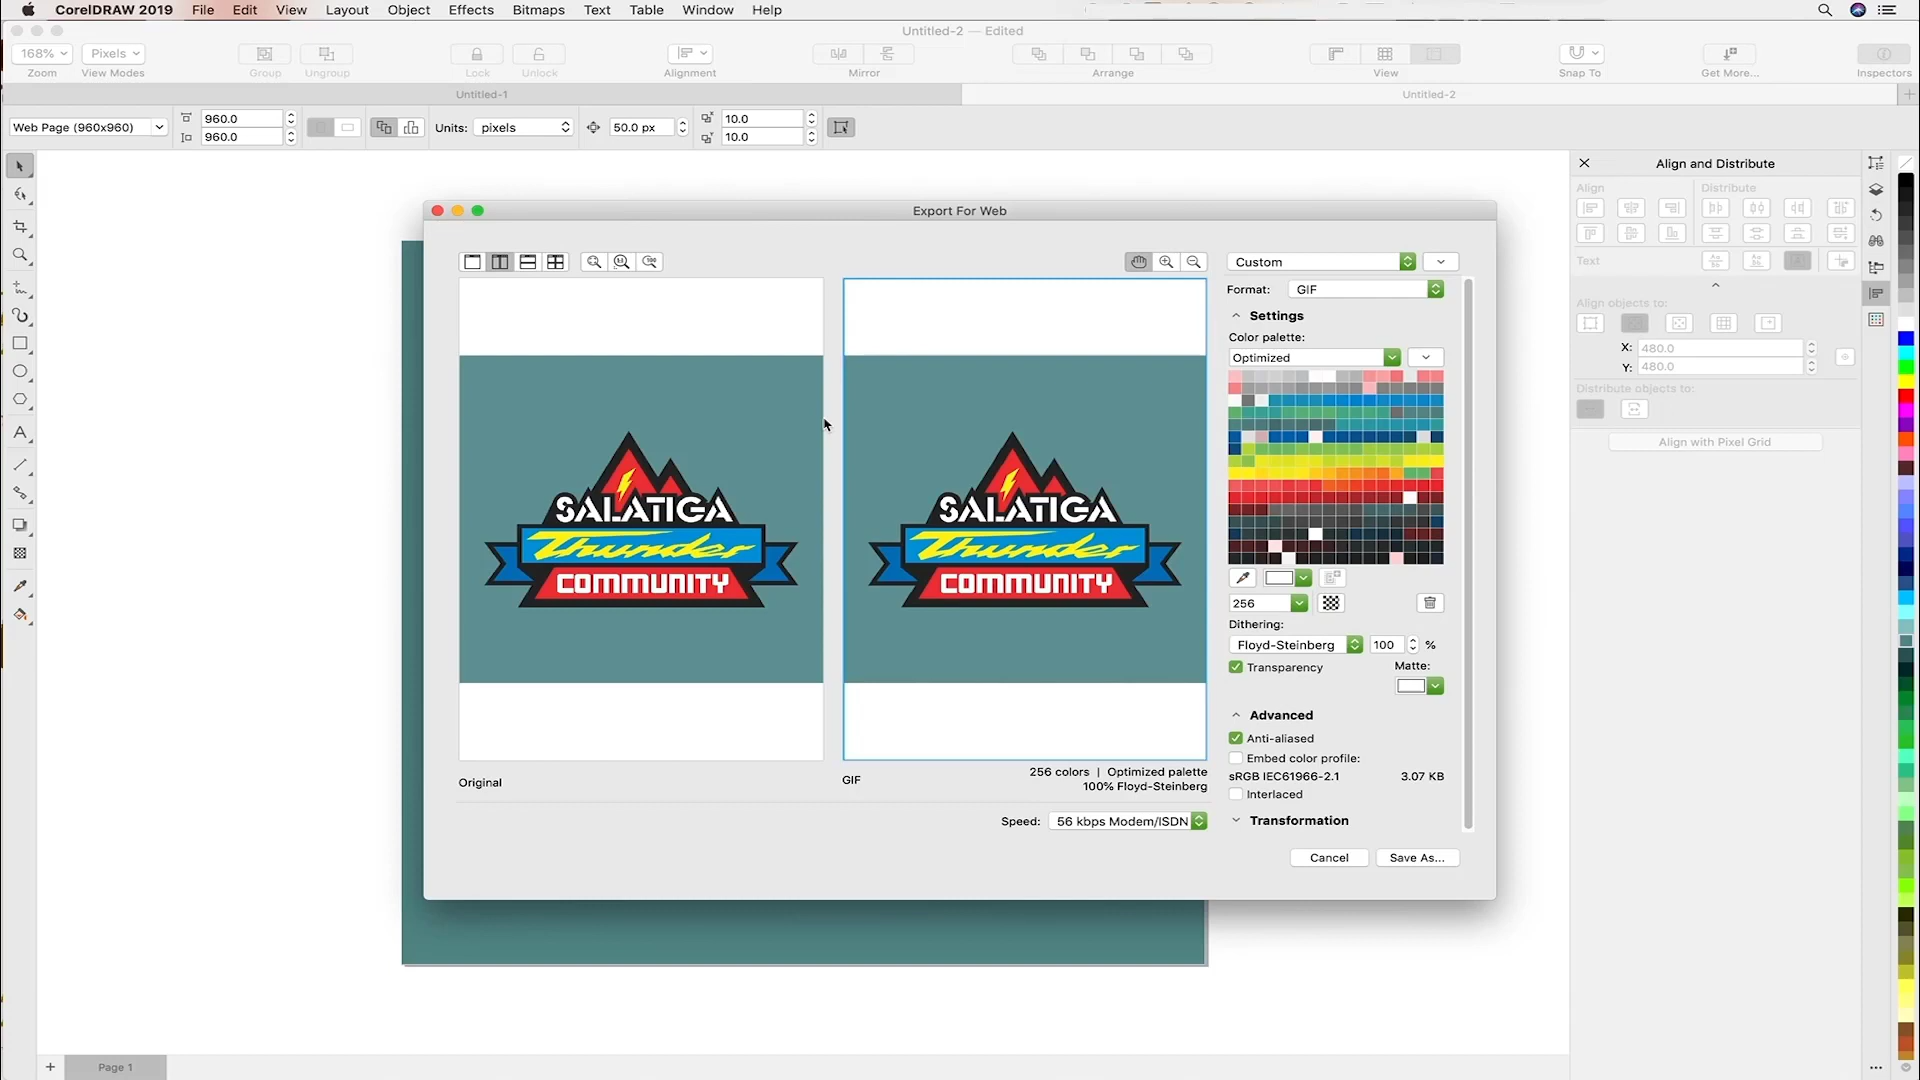 CorelDRAW 2019 File Edit View Layout Object Effects Bitmaps Text Table Window Help
Untitled-2 — Edited
168% Pixels
Zoom View Modes Group Ungroup Lock Unlock Alignment Mirror Arrange View Snap To Get More... Inspectors
Untitled-1 Untitled-2
Web Page (960x960) 960.0 960.0 Units: pixels 50.0 px 10.0 10.0
Align and Distribute
Align Distribute
Text
Align objects to:
X: 480.0
Y: 480.0
Distribute objects to:
Align with Pixel Grid
Export For Web
Custom
Format: GIF
Settings
Color palette:
Optimized
SALATIGA
Thunder
COMMUNITY
SALATIGA
Thunder
COMMUNITY
256
Dithering:
Floyd-Steinberg 100 %
Transparency Matte:
Advanced
Anti-aliased
Embed color profile:
sRGB IEC61966-2.1 3.07 KB
Interlaced
Transformation
Original
GIF
256 colors | Optimized palette
100% Floyd-Steinberg
Speed: 56 kbps Modem/ISDN
Cancel Save As...
Page 1